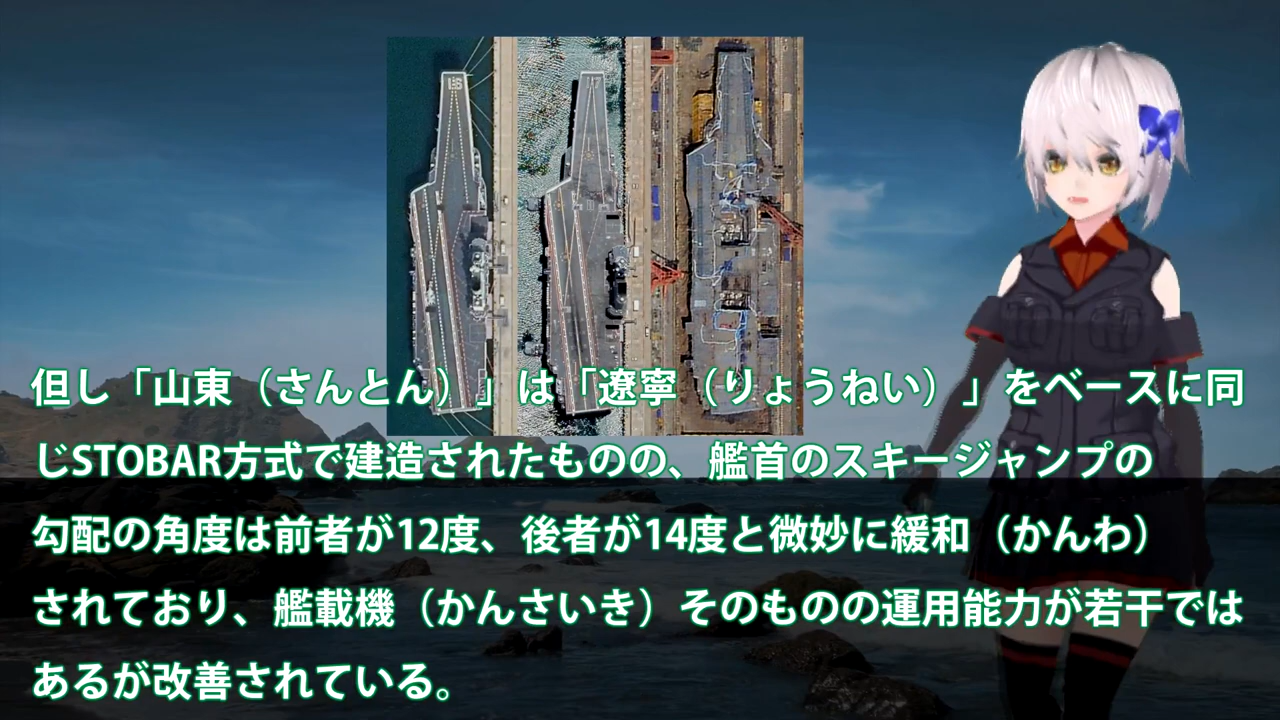 16
17
但し「山東（さんとん）」は「遼寧（りょうねい）」をベースに同
じSTOBAR方式で建造されたものの、艦首のスキージャンプの
勾配の角度は前者が12度、後者が14度と微妙に緩和（かんわ）
されており、艦載機（かんさいき）そのものの運用能力が若干では
あるが改善されている。